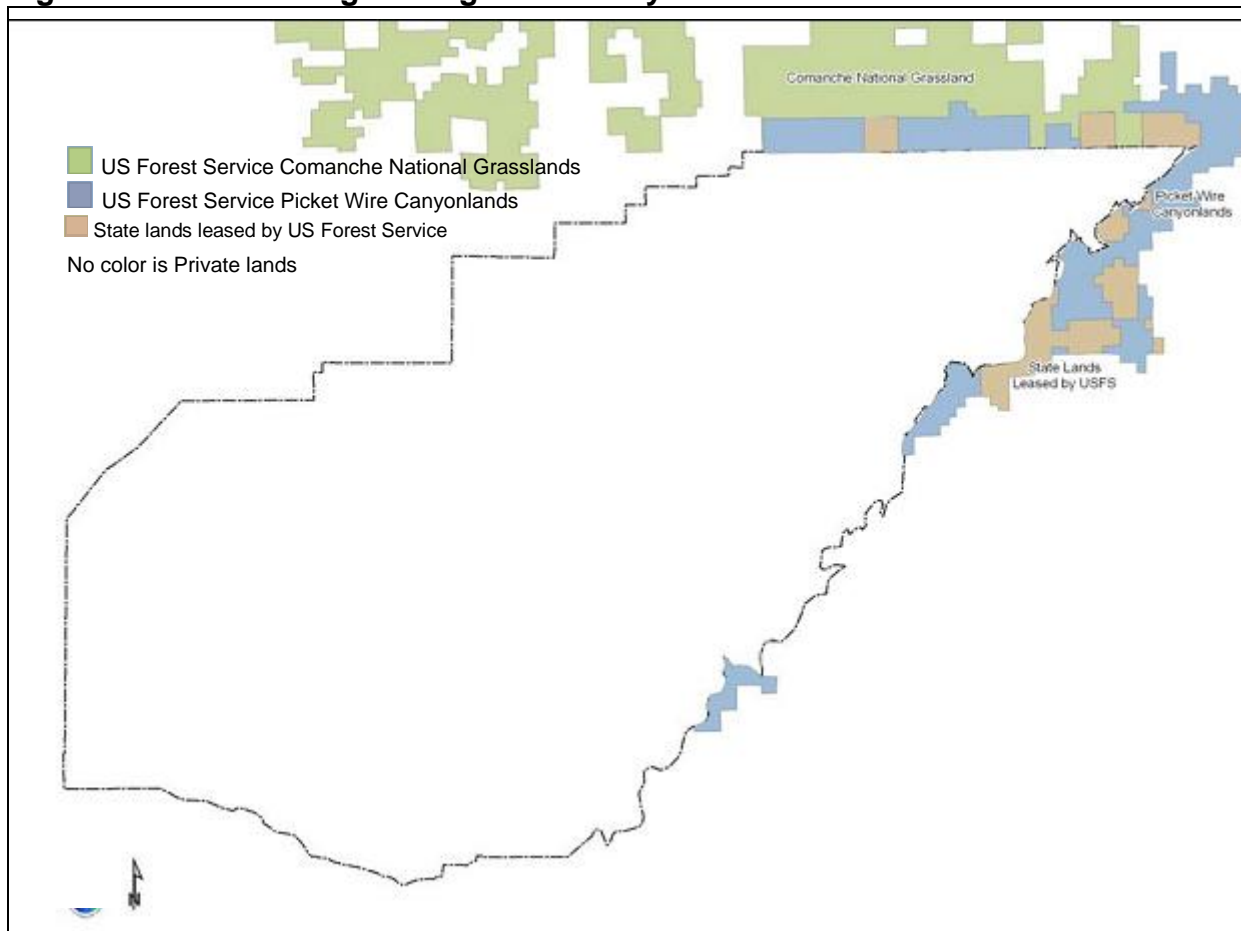 Comanche National Grassland
US Forest Service Comanche National Grasslands
US Forest Service Picket Wire Canyonlands
State lands leased by US Forest Service
No color is Private lands
Picket Wire
Canyonlands
State Lands
Leased by USFS
N